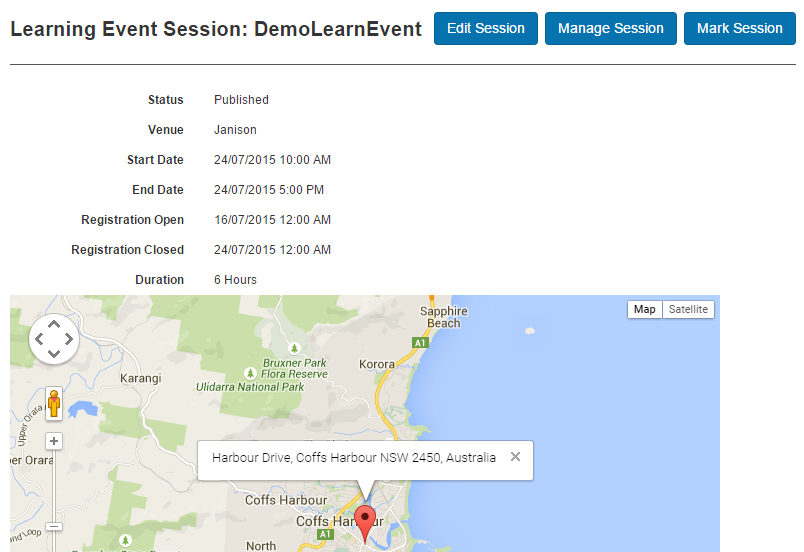 Learning Event Session: DemoLearnEvent Edit Session Manage Session Mark Session
Status Published
Venue Janison
Start Date 24/07/2015 10:00 AM
End Date 24/07/2015 5:00 PM
Registration Open 16/07/2015 12:00 AM
Registration Closed 24/07/2015 12:00 AM
Duration 6 Hours
Map Satellite
Sapphire
Beach
A1
Bruxner Park
Flora Reserve
Korora
Karangi
Ulidarra National Park
Upper Orara
per Orara
Harbour Drive, Coffs Harbour NSW 2450, Australia
Coffs Harbour
Coffs Harbour
A1
North